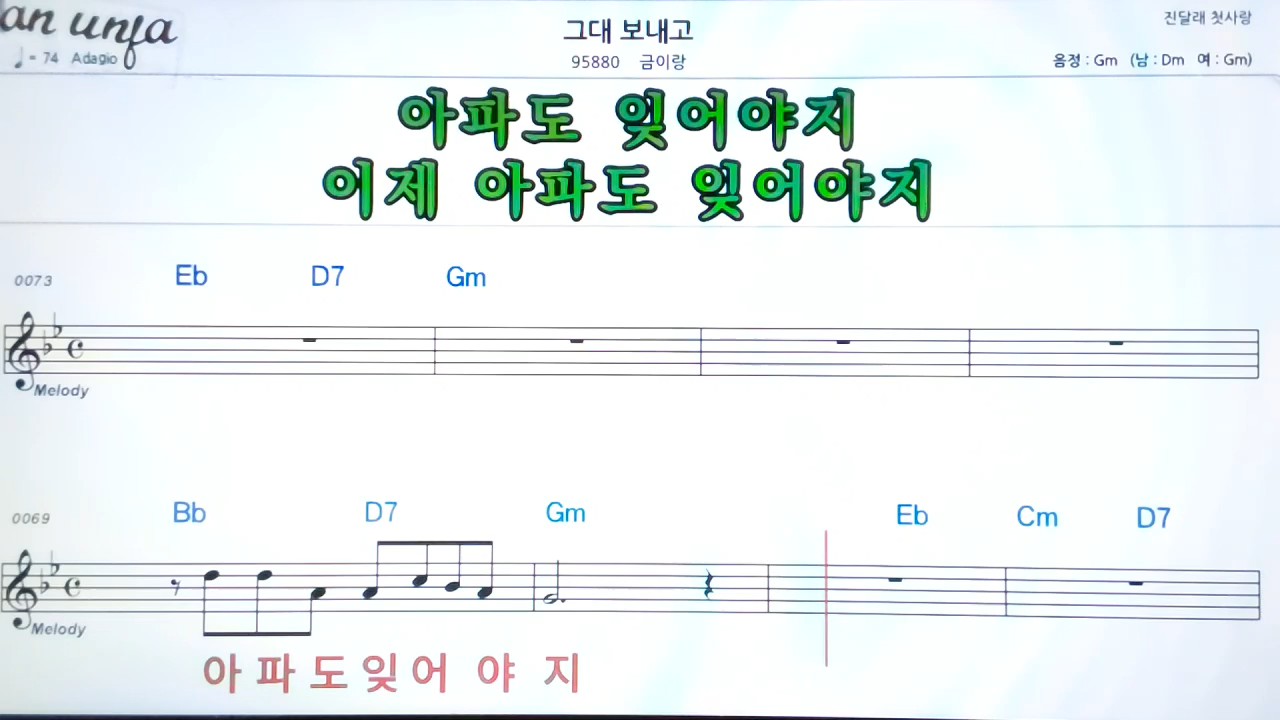 an unja
♩= 74 Adagio
그대 보내고
95880 금이랑
진달래 첫사랑
음정 : Gm (남 : Dm 여 : Gm)
아파도 잊어야지
이제 아파도 잊어야지
0073 Eb D7 Gm
Melody
0069 Bb D7 Gm Eb Cm D7
Melody
아 파 도 잊 어 야 지